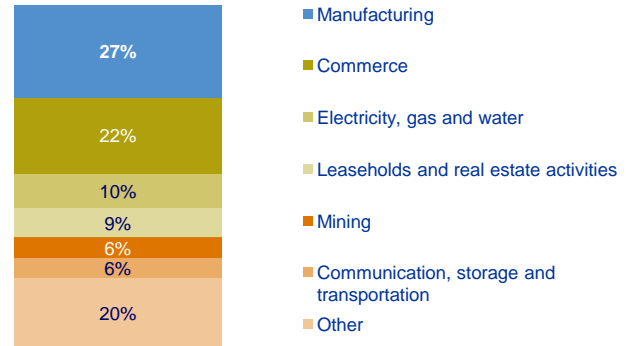 27%
22%
10%
9%
6%
6%
20%
Manufacturing
Commerce
Electricity, gas and water
Leaseholds and real estate activities
Mining
Communication, storage and
transportation
Other